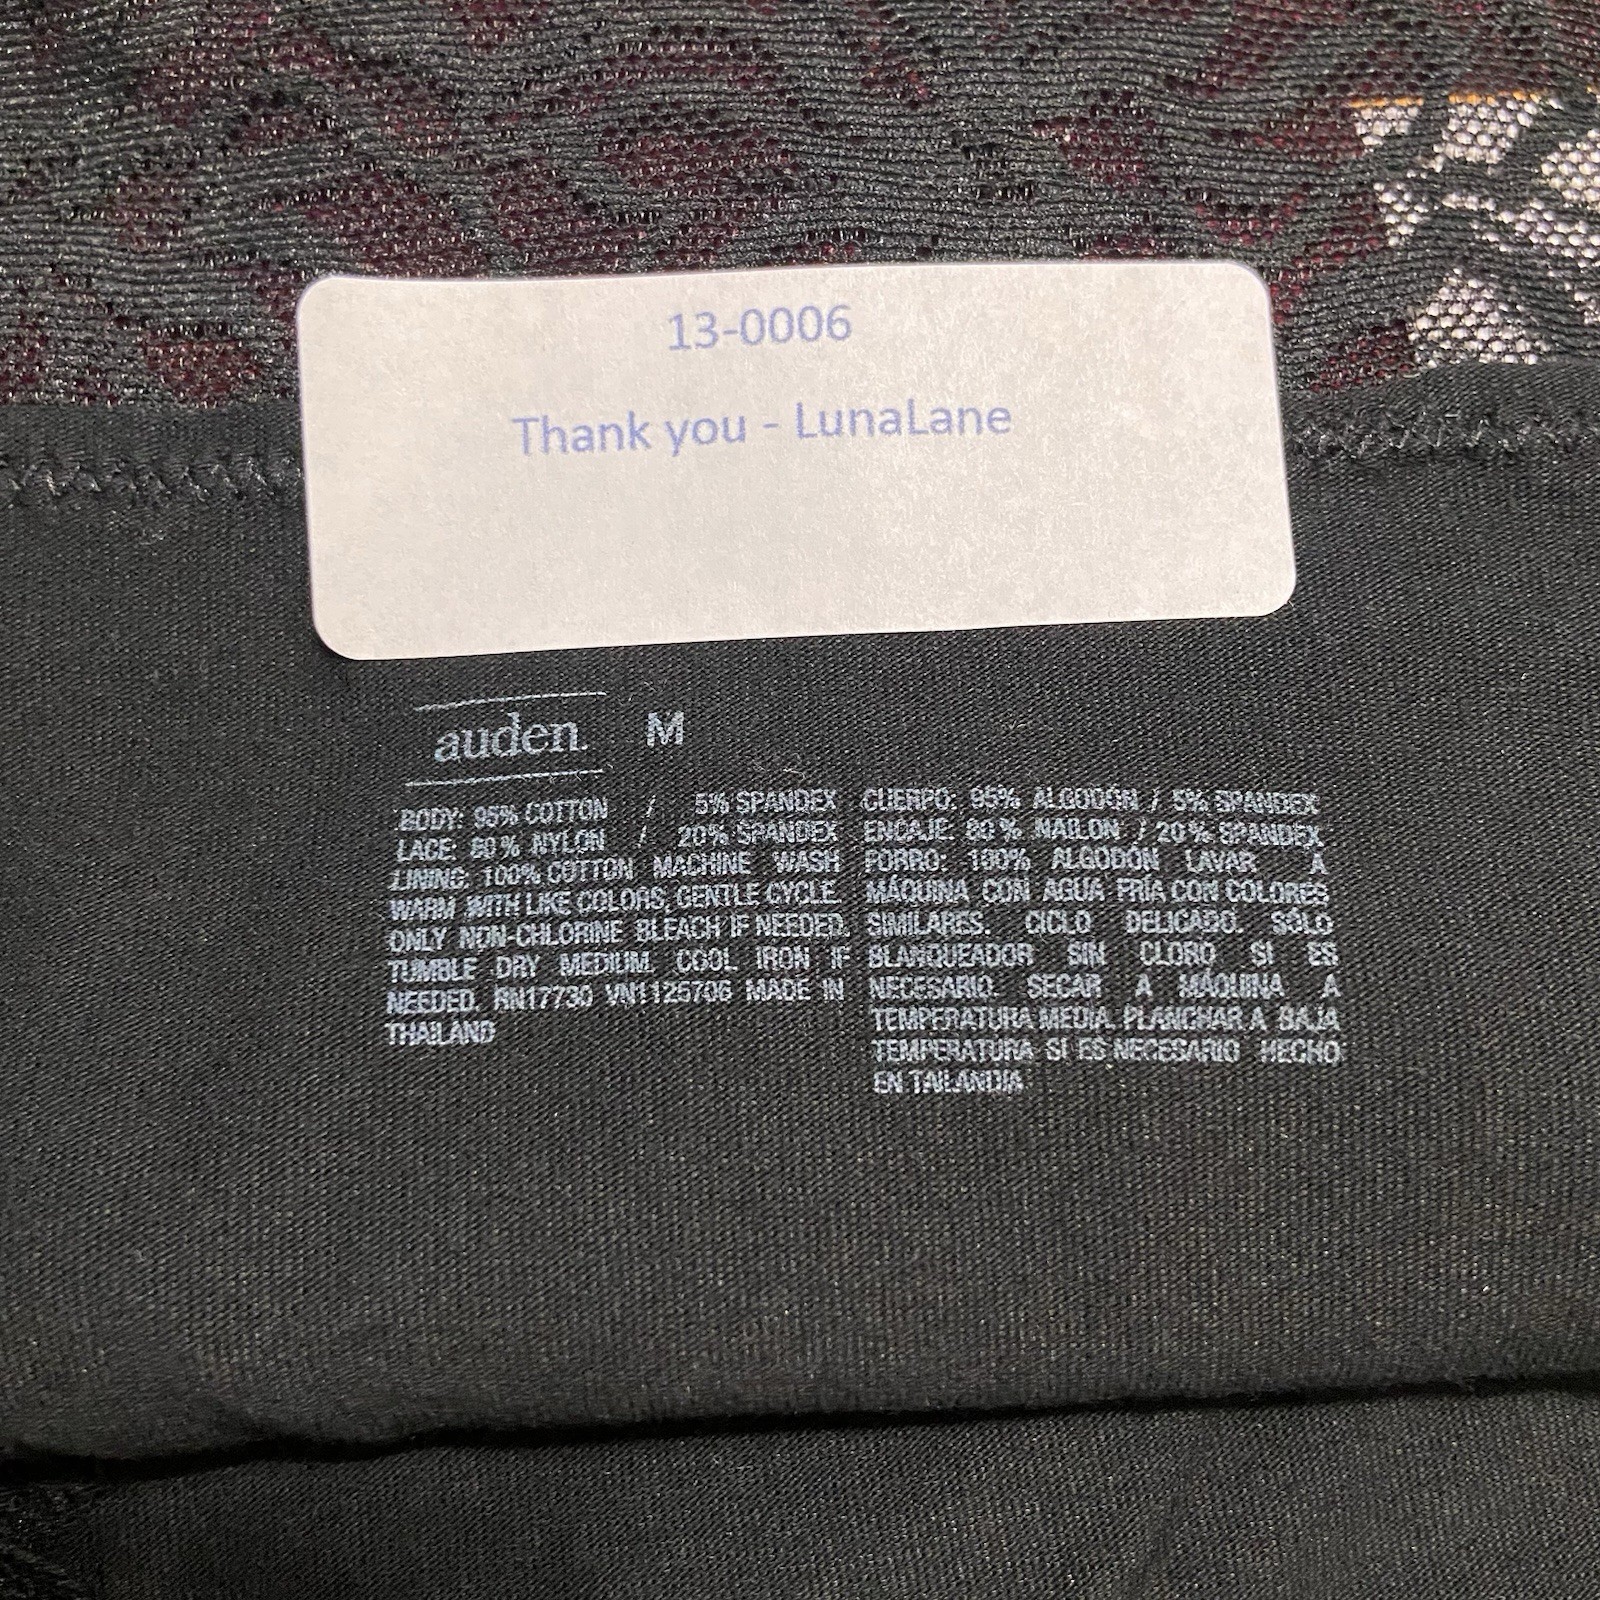 13-0006
Thank you - LunaLane
auden. M
BODY: 95% COTTON / 5% SPANDEX
LACE: 80% NYLON / 20% SPANDEX
LINING: 100% COTTON MACHINE WASH
WARM WITH LIKE COLORS, GENTLE CYCLE.
ONLY NON-CHLORINE BLEACH IF NEEDED.
TUMBLE DRY MEDIUM. COOL IRON IF
NEEDED. RN17730 VN1125706 MADE IN
THAILAND
CUERPO: 95% ALGODÓN / 5% SPANDEX
ENCAJE: 80% NAILON / 20% SPANDEX
FORRO: 100% ALGODÓN LAVAR A
MÁQUINA CON AGUA FRÍA CON COLORES
SIMILARES. CICLO DELICADO. SÓLO
BLANQUEADOR SIN CLORO SI ES
NECESARIO. SECAR A MÁQUINA A
TEMPERATURA MEDIA. PLANCHAR A BAJA
TEMPERATURA SI ES NECESARIO HECHO
EN TAILANDIA